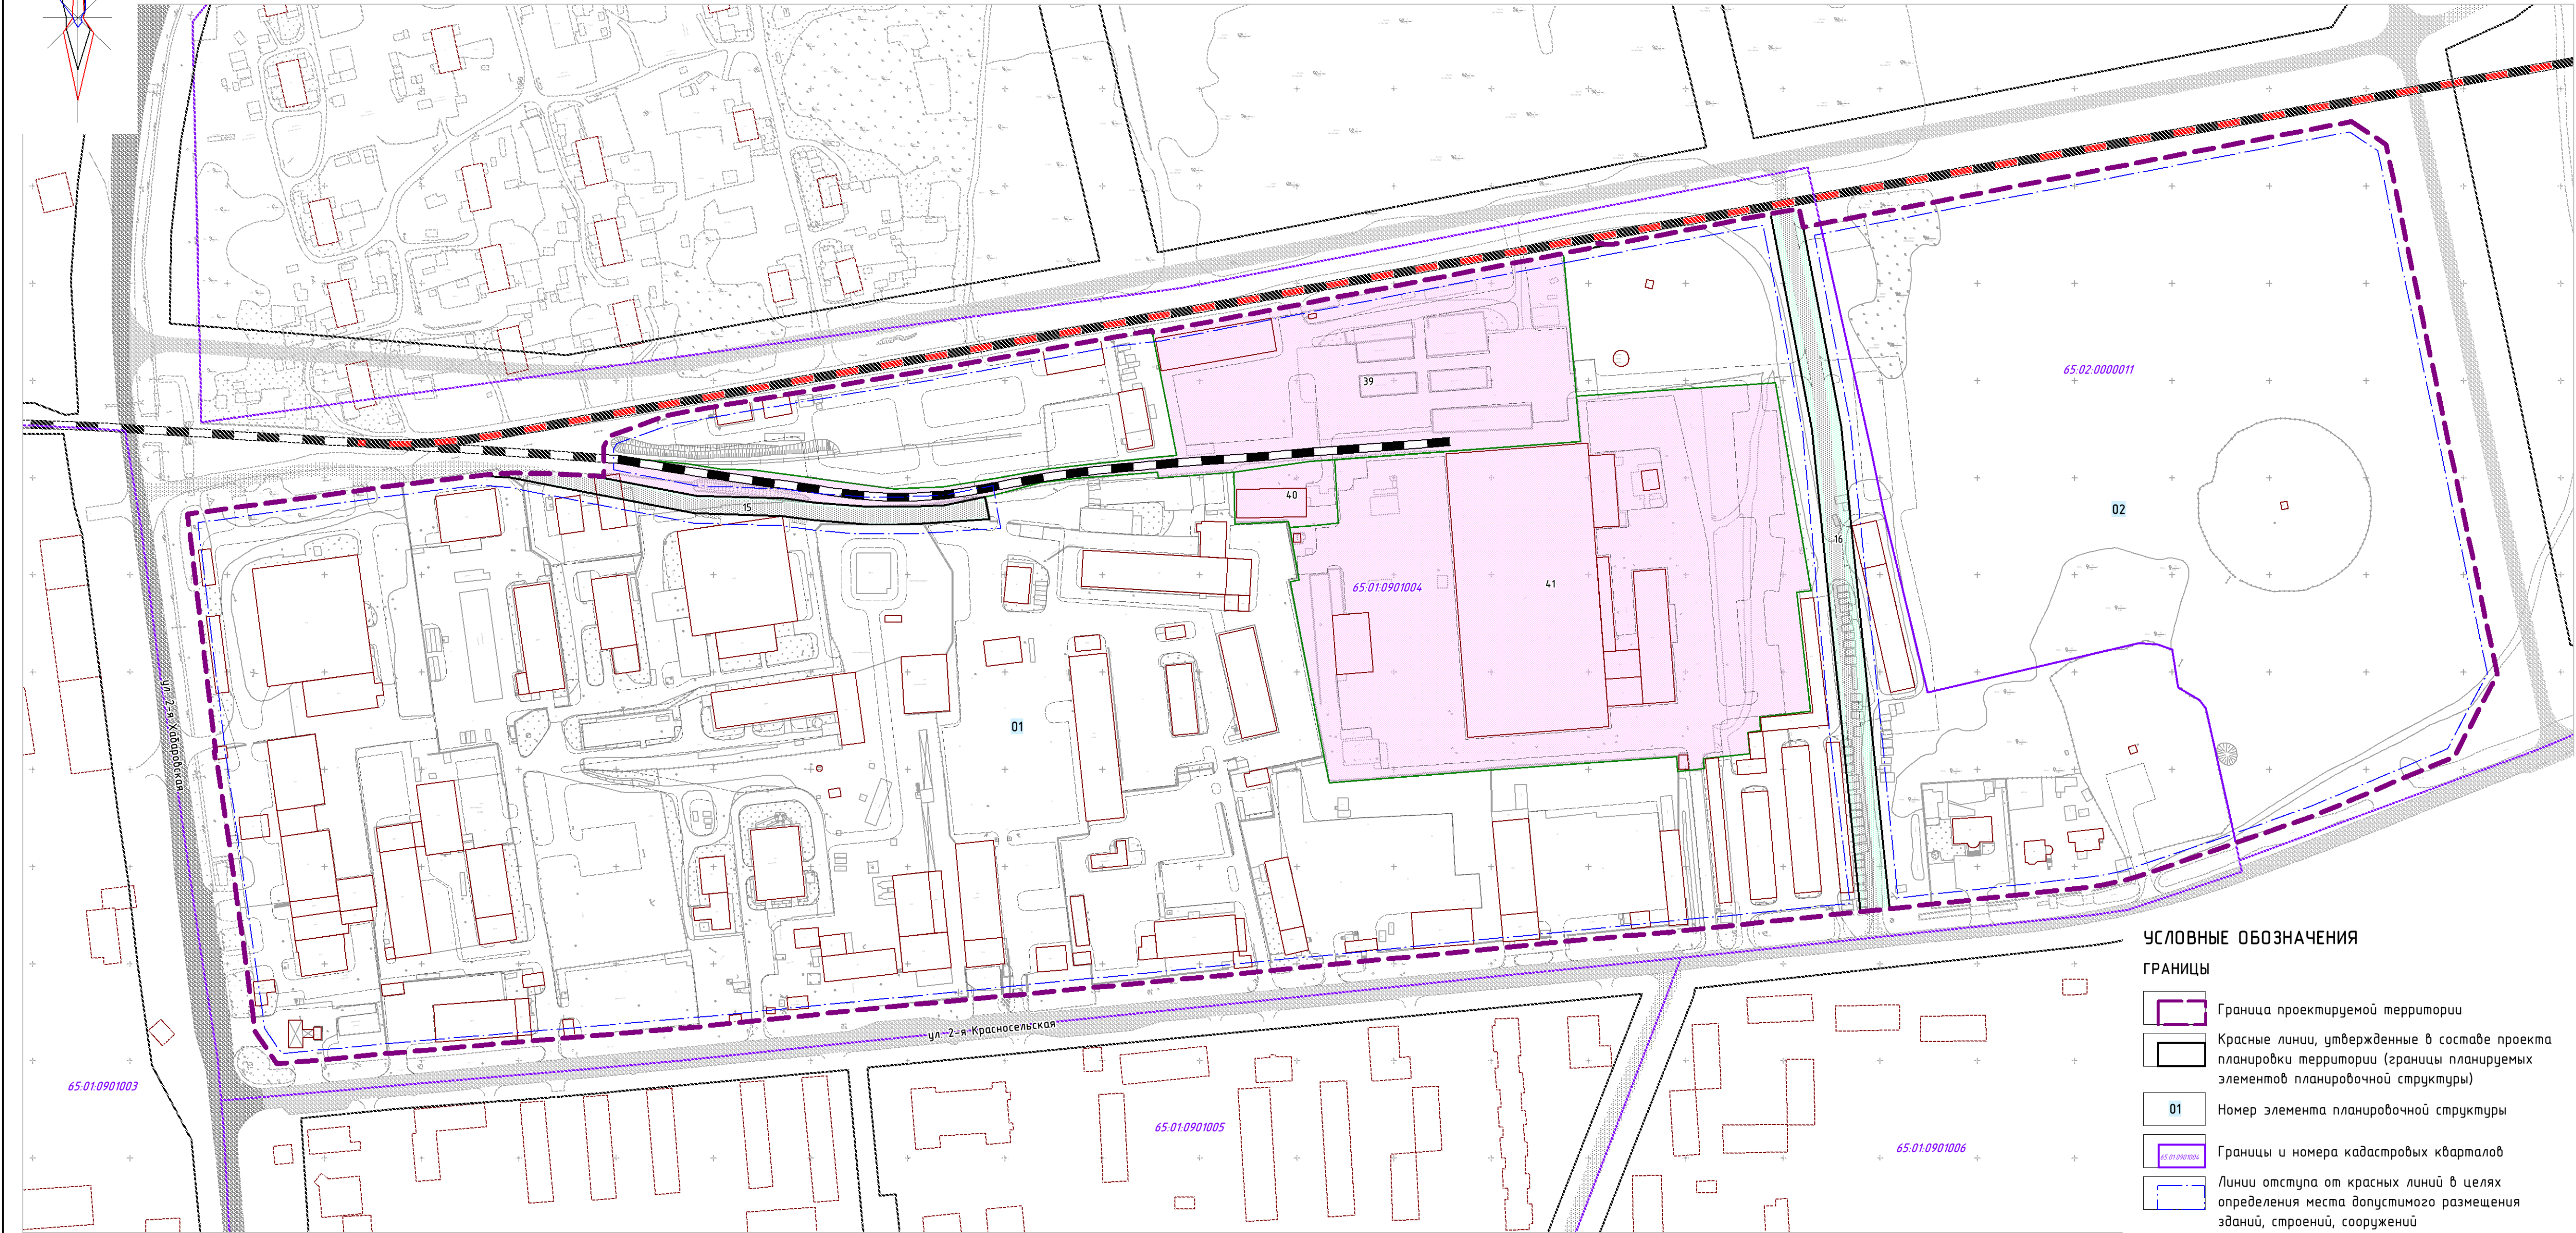 65:02:0000011
39
40
15
02
16
65:01:0901004
41
01
ул. 2-я Хабаровская
ул. 2-я Красносельская
65:01:0901003
65:01:0901005
65:01:0901006
УСЛОВНЫЕ ОБОЗНАЧЕНИЯ
ГРАНИЦЫ
Граница проектируемой территории
Красные линии, утвержденные в составе проекта
планировки территории (границы планируемых
элементов планировочной структуры)
01
Номер элемента планировочной структуры
65:01:0901004
Границы и номера кадастровых кварталов
Линии отступа от красных линий в целях
определения места допустимого размещения
зданий, строений, сооружений